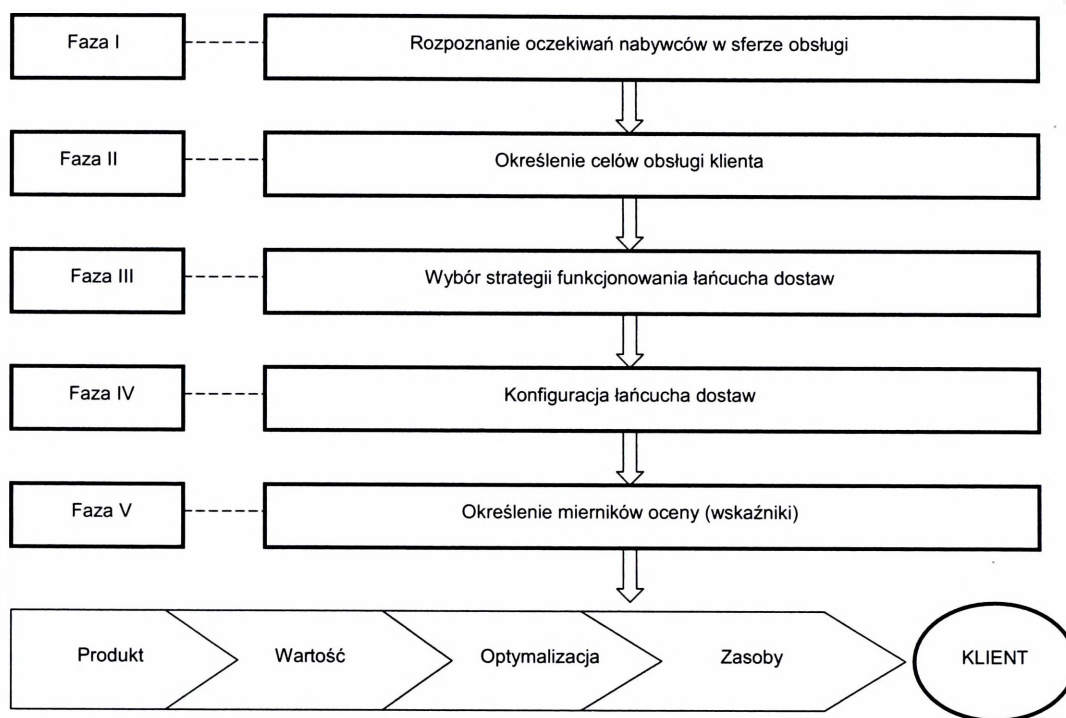 Faza I
Rozpoznanie oczekiwań nabywców w sferze obsługi
Faza II
Określenie celów obsługi klienta
Faza III
Wybór strategii funkcjonowania łańcucha dostaw
Faza IV
Konfiguracja łańcucha dostaw
Faza V
Określenie mierników oceny (wskaźniki)
Produkt
Wartość
Optymalizacja
Zasoby
KLIENT